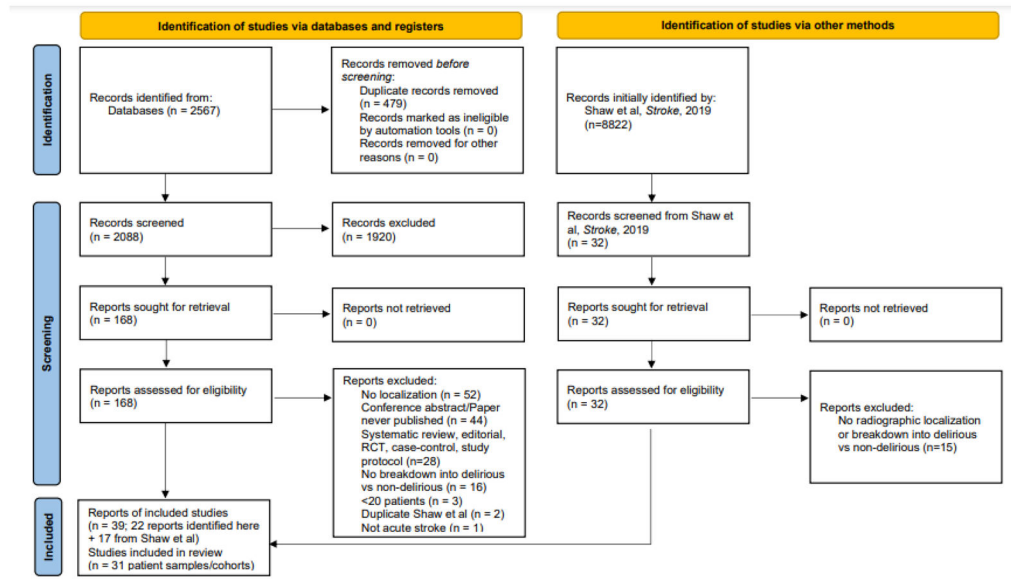 Identification of studies via databases and registers
Identification of studies via other methods
Identification
Records identified from:
Databases (n = 2567)
Records removed before
screening:
Duplicate records removed
(n = 479)
Records marked as ineligible
by automation tools (n = 0)
Records removed for other
reasons (n = 0)
Records initially identified by:
Shaw et al, Stroke, 2019
(n=8822)
Screening
Records screened
(n = 2088)
Records excluded
(n = 1920)
Records screened from Shaw et
al, Stroke, 2019
(n = 32)
Reports sought for retrieval
(n = 168)
Reports not retrieved
(n = 0)
Reports sought for retrieval
(n = 32)
Reports not retrieved
(n = 0)
Reports assessed for eligibility
(n = 168)
Reports excluded:
No localization (n = 52)
Conference abstract/Paper
never published (n = 44)
Systematic review, editorial,
RCT, case-control, study
protocol (n=28)
No breakdown into delirious
vs non-delirious (n = 16)
<20 patients (n = 3)
Duplicate Shaw et al (n = 2)
Not acute stroke (n = 1)
Reports assessed for eligibility
(n = 32)
Reports excluded:
No radiographic localization
or breakdown into delirious
vs non-delirious (n=15)
Included
Reports of included studies
(n = 39; 22 reports identified here
+ 17 from Shaw et al)
Studies included in review
(n = 31 patient samples/cohorts)